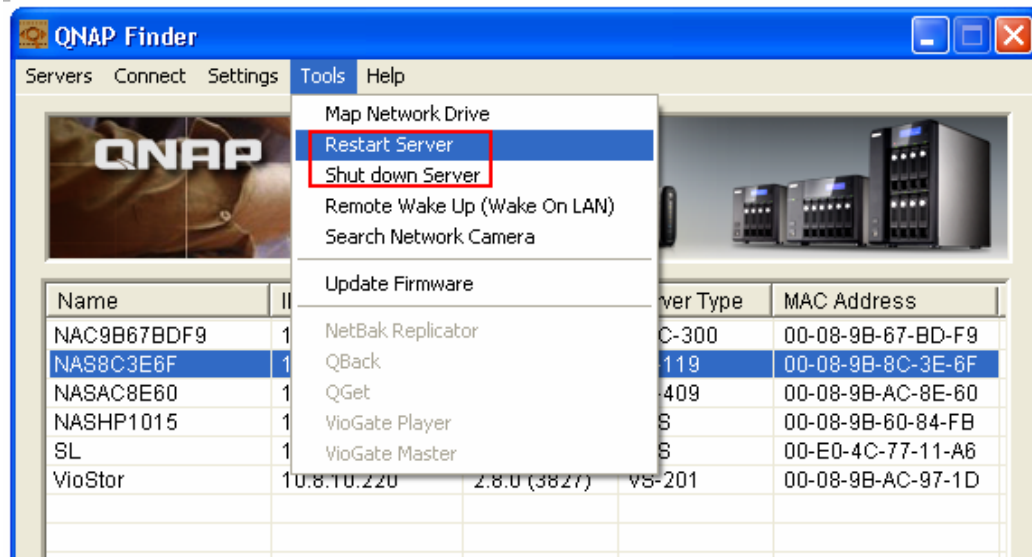 QNAP Finder
Servers Connect Settings Tools Help
QNAP
Map Network Drive
Restart Server
Shut down Server
Remote Wake Up (Wake On LAN)
Search Network Camera
Update Firmware
NetBak Replicator
QBack
QGet
VioGate Player
VioGate Master
Name MAC Address
NAC9B67BDF9 00-08-9B-67-BD-F9
NAS8C3E6F 00-08-9B-8C-3E-6F
NASAC8E60 00-08-9B-AC-8E-60
NASHP1015 00-08-9B-60-84-FB
SL 00-E0-4C-77-11-A6
VioStor 10.8.10.220 2.8.0 (3827) VS-201 00-08-9B-AC-97-1D